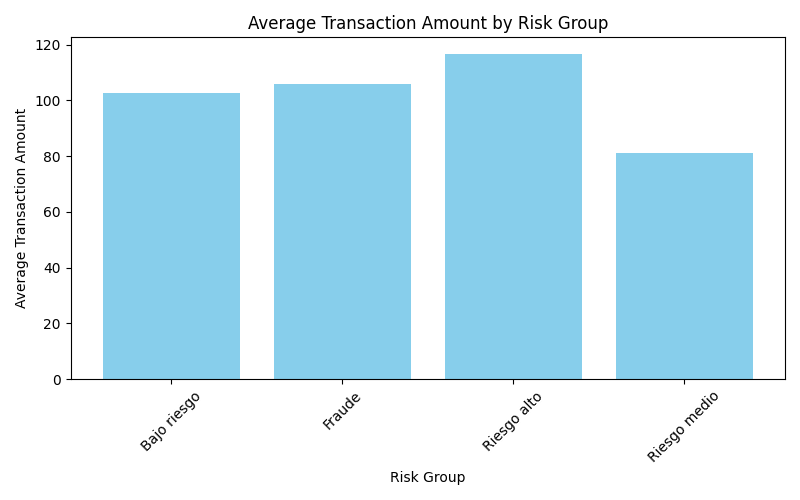 Average Transaction Amount by Risk Group
Average Transaction Amount
120
100
80
60
40
20
0
Bajo riesgo
Fraude
Riesgo alto
Riesgo medio
Risk Group